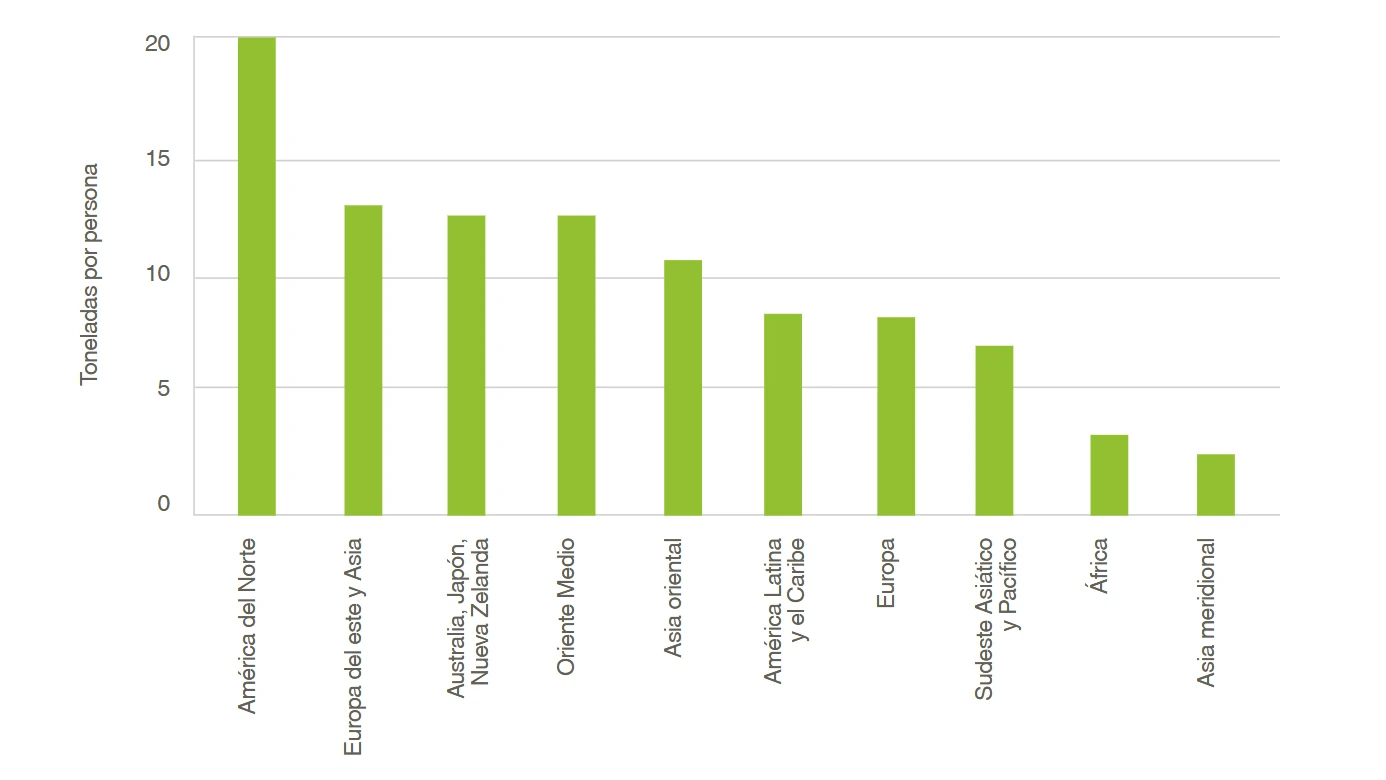 Toneladas por persona
20
15
10
5
0
América del Norte
Europa del este y Asia
Australia, Japón,
Nueva Zelanda
Oriente Medio
Asia oriental
América Latina
y el Caribe
Europa
Sudeste Asiático
y Pacífico
África
Asia meridional